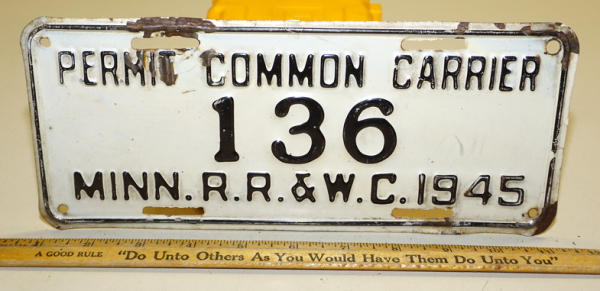 PERMIT COMMON CARRIER
136
MINN. R.R. & W.C. 1945
A GOOD RULE "Do Unto Others As You Would Have Them Do Unto You"